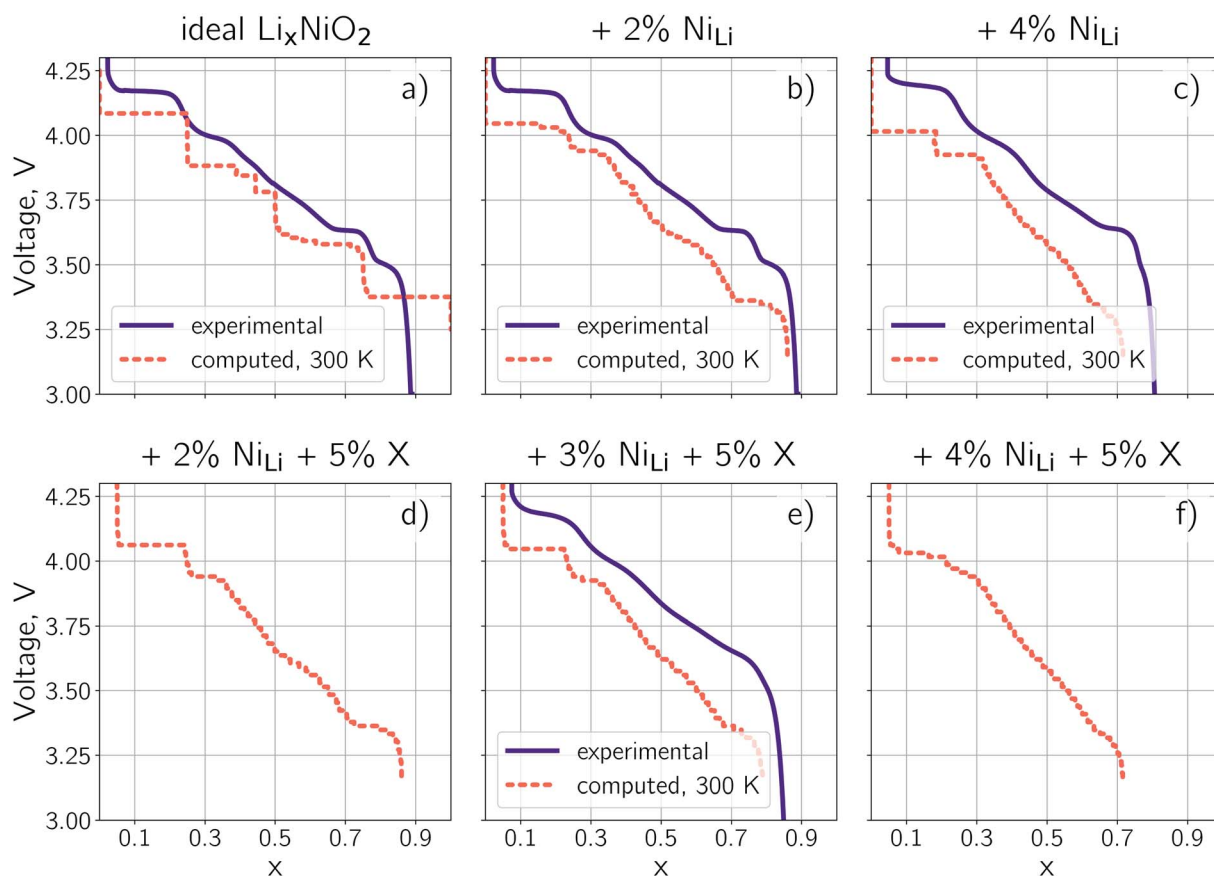 ideal LixNiO2
+ 2% NiLi
+ 4% NiLi
Voltage, V
4.25
4.00
3.75
3.50
3.25
3.00
a)
experimental
computed, 300 K
b)
experimental
computed, 300 K
c)
experimental
computed, 300 K
+ 2% NiLi + 5% X
+ 3% NiLi + 5% X
+ 4% NiLi + 5% X
Voltage, V
4.25
4.00
3.75
3.50
3.25
3.00
d)
e)
experimental
computed, 300 K
f)
0.1 0.3 0.5 0.7 0.9
x
0.1 0.3 0.5 0.7 0.9
x
0.1 0.3 0.5 0.7 0.9
x